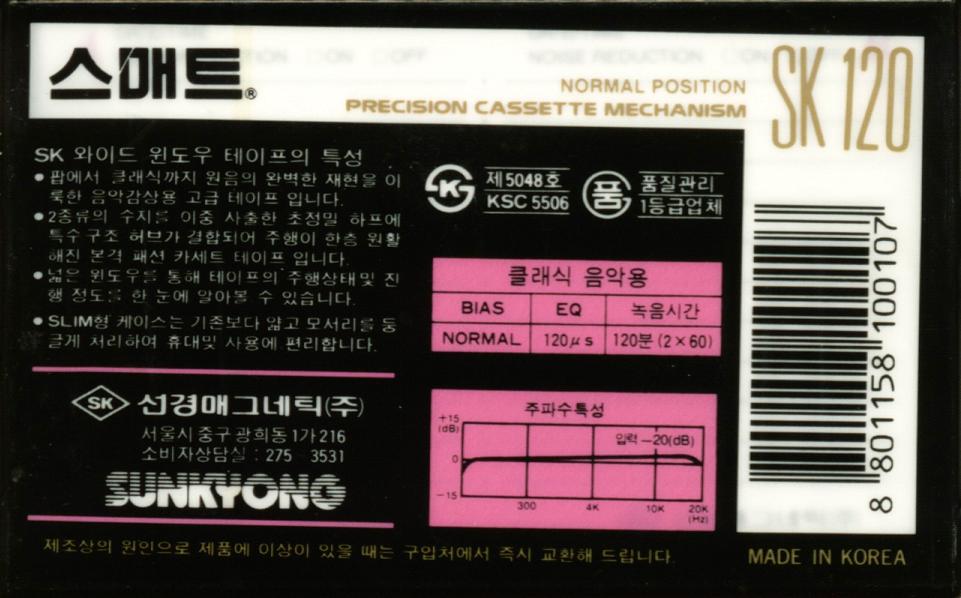 스매트®
NORMAL POSITION
PRECISION CASSETTE MECHANISM
SK 120
SK 와이드 윈도우 테이프의 특성
● 팝에서 클래식까지 원음의 완벽한 재현을 이
룩한 음악감상용 고급 테이프 입니다.
● 2종류의 수지를 이중 사출한 초정밀 하프에
특수구조 허브가 결합되어 주행이 한층 원활
해진 본격 패션 카세트 테이프 입니다.
● 넓은 윈도우를 통해 테이프의 주행상태및 진
행 정도를 한 눈에 알아볼 수 있습니다.
● SLIM형 케이스는 기존보다 얇고 모서리를 둥
글게 처리하여 휴대및 사용에 편리합니다.
SK 선경매그네틱(주)
서울시중구광희동1가216
소비자상담실 : 275 3531
SUNKYONG
K 제5048호
KSC 5506
품 품질관리
1등급업체
클래식 음악용
BIAS EQ 녹음시간
NORMAL 120μs 120분 (2×60)
주파수특성
+15
(dB)
입력 −20(dB)
0
−15
300 4K 10K 20K
(Hz)
8 801158 100107
제조상의 원인으로 제품에 이상이 있을 때는 구입처에서 즉시 교환해 드립니다.
MADE IN KOREA